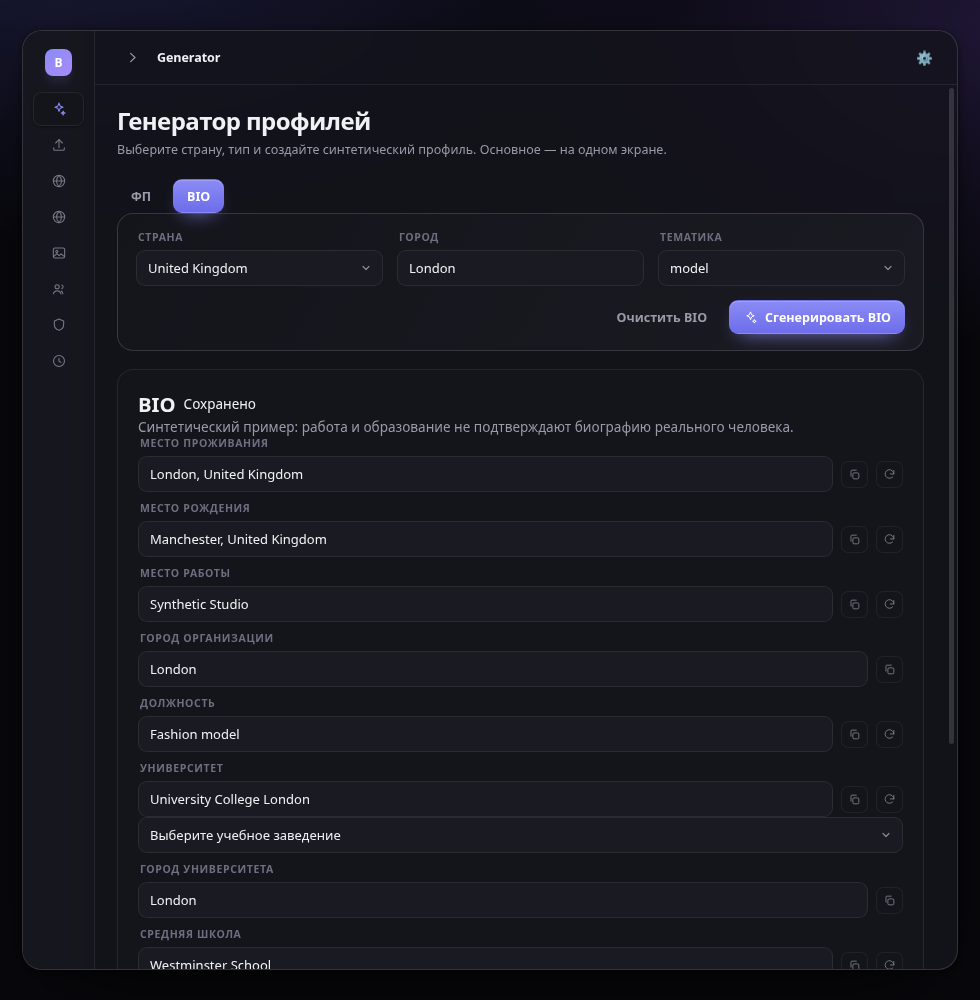 B
Generator
Генератор профилей
Выберите страну, тип и создайте синтетический профиль. Основное — на одном экране.
ФП
BIO
СТРАНА
ГОРОД
ТЕМАТИКА
United Kingdom
London
model
Очистить BIO
Сгенерировать BIO
BIO Сохранено
Синтетический пример: работа и образование не подтверждают биографию реального человека.
МЕСТО ПРОЖИВАНИЯ
London, United Kingdom
МЕСТО РОЖДЕНИЯ
Manchester, United Kingdom
МЕСТО РАБОТЫ
Synthetic Studio
ГОРОД ОРГАНИЗАЦИИ
London
ДОЛЖНОСТЬ
Fashion model
УНИВЕРСИТЕТ
University College London
Выберите учебное заведение
ГОРОД УНИВЕРСИТЕТА
London
СРЕДНЯЯ ШКОЛА
Westminster School